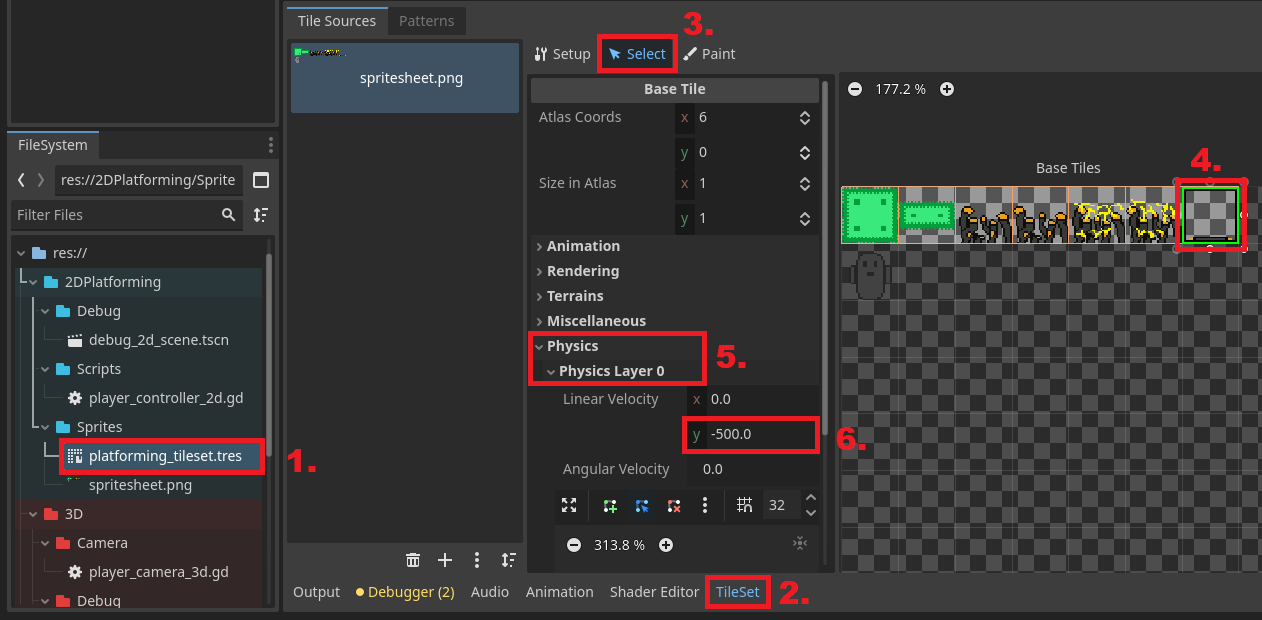 Tile Sources Patterns
3.
spritesheet.png
Setup Select Paint
Base Tile
177.2 %
Atlas Coords x 6
y 0
Size in Atlas x 1
y 1
Animation
Rendering
Terrains
Miscellaneous
Physics
5.
Physics Layer 0
Linear Velocity x 0.0
y -500.0
6.
Angular Velocity 0.0
32
313.8 %
Base Tiles
4.
FileSystem
res://2DPlatforming/Sprite
Filter Files
res://
2DPlatforming
Debug
debug_2d_scene.tscn
Scripts
player_controller_2d.gd
Sprites
platforming_tileset.tres
1.
spritesheet.png
3D
Camera
player_camera_3d.gd
Debug
Output Debugger (2) Audio Animation Shader Editor TileSet
2.